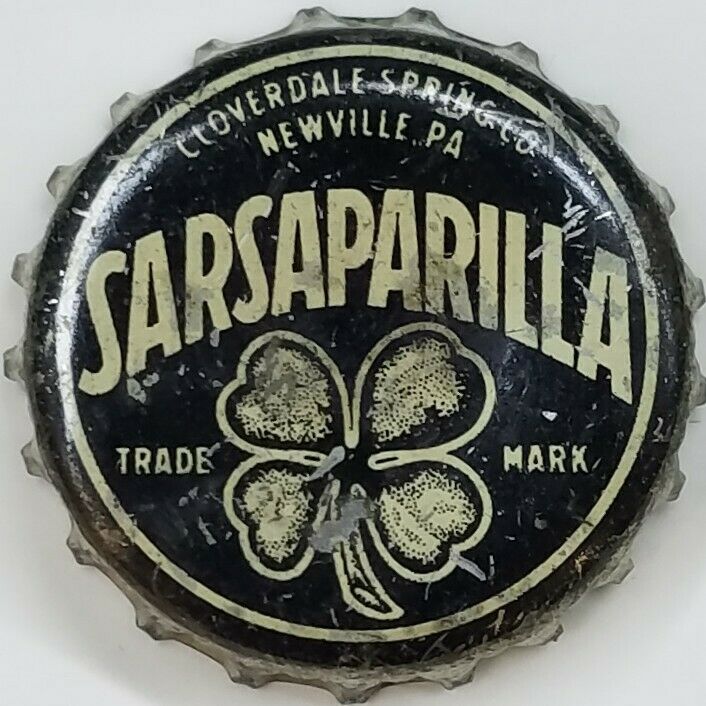 CLOVERDALE SPRING CO.
NEWVILLE, PA
SARSAPARILLA
TRADE MARK